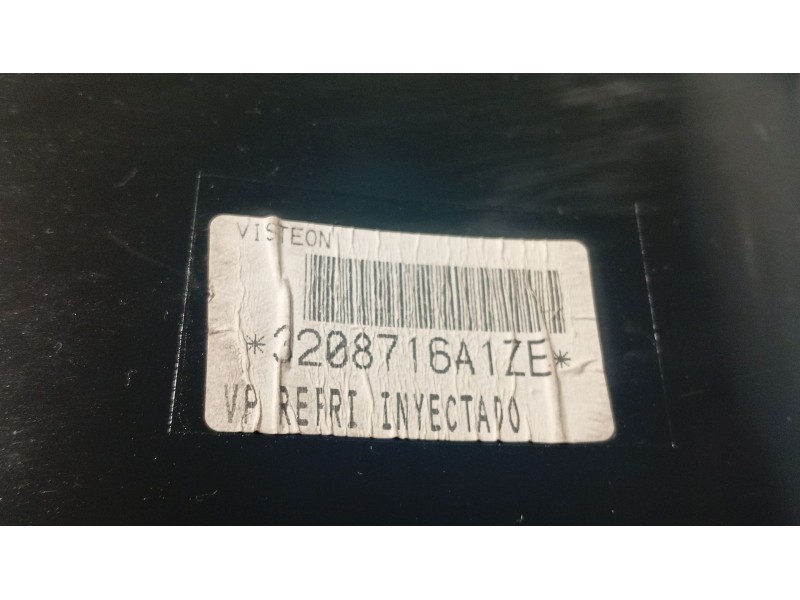 VISTEON
*3208716A1ZE*
VP REFRI INYECTADO